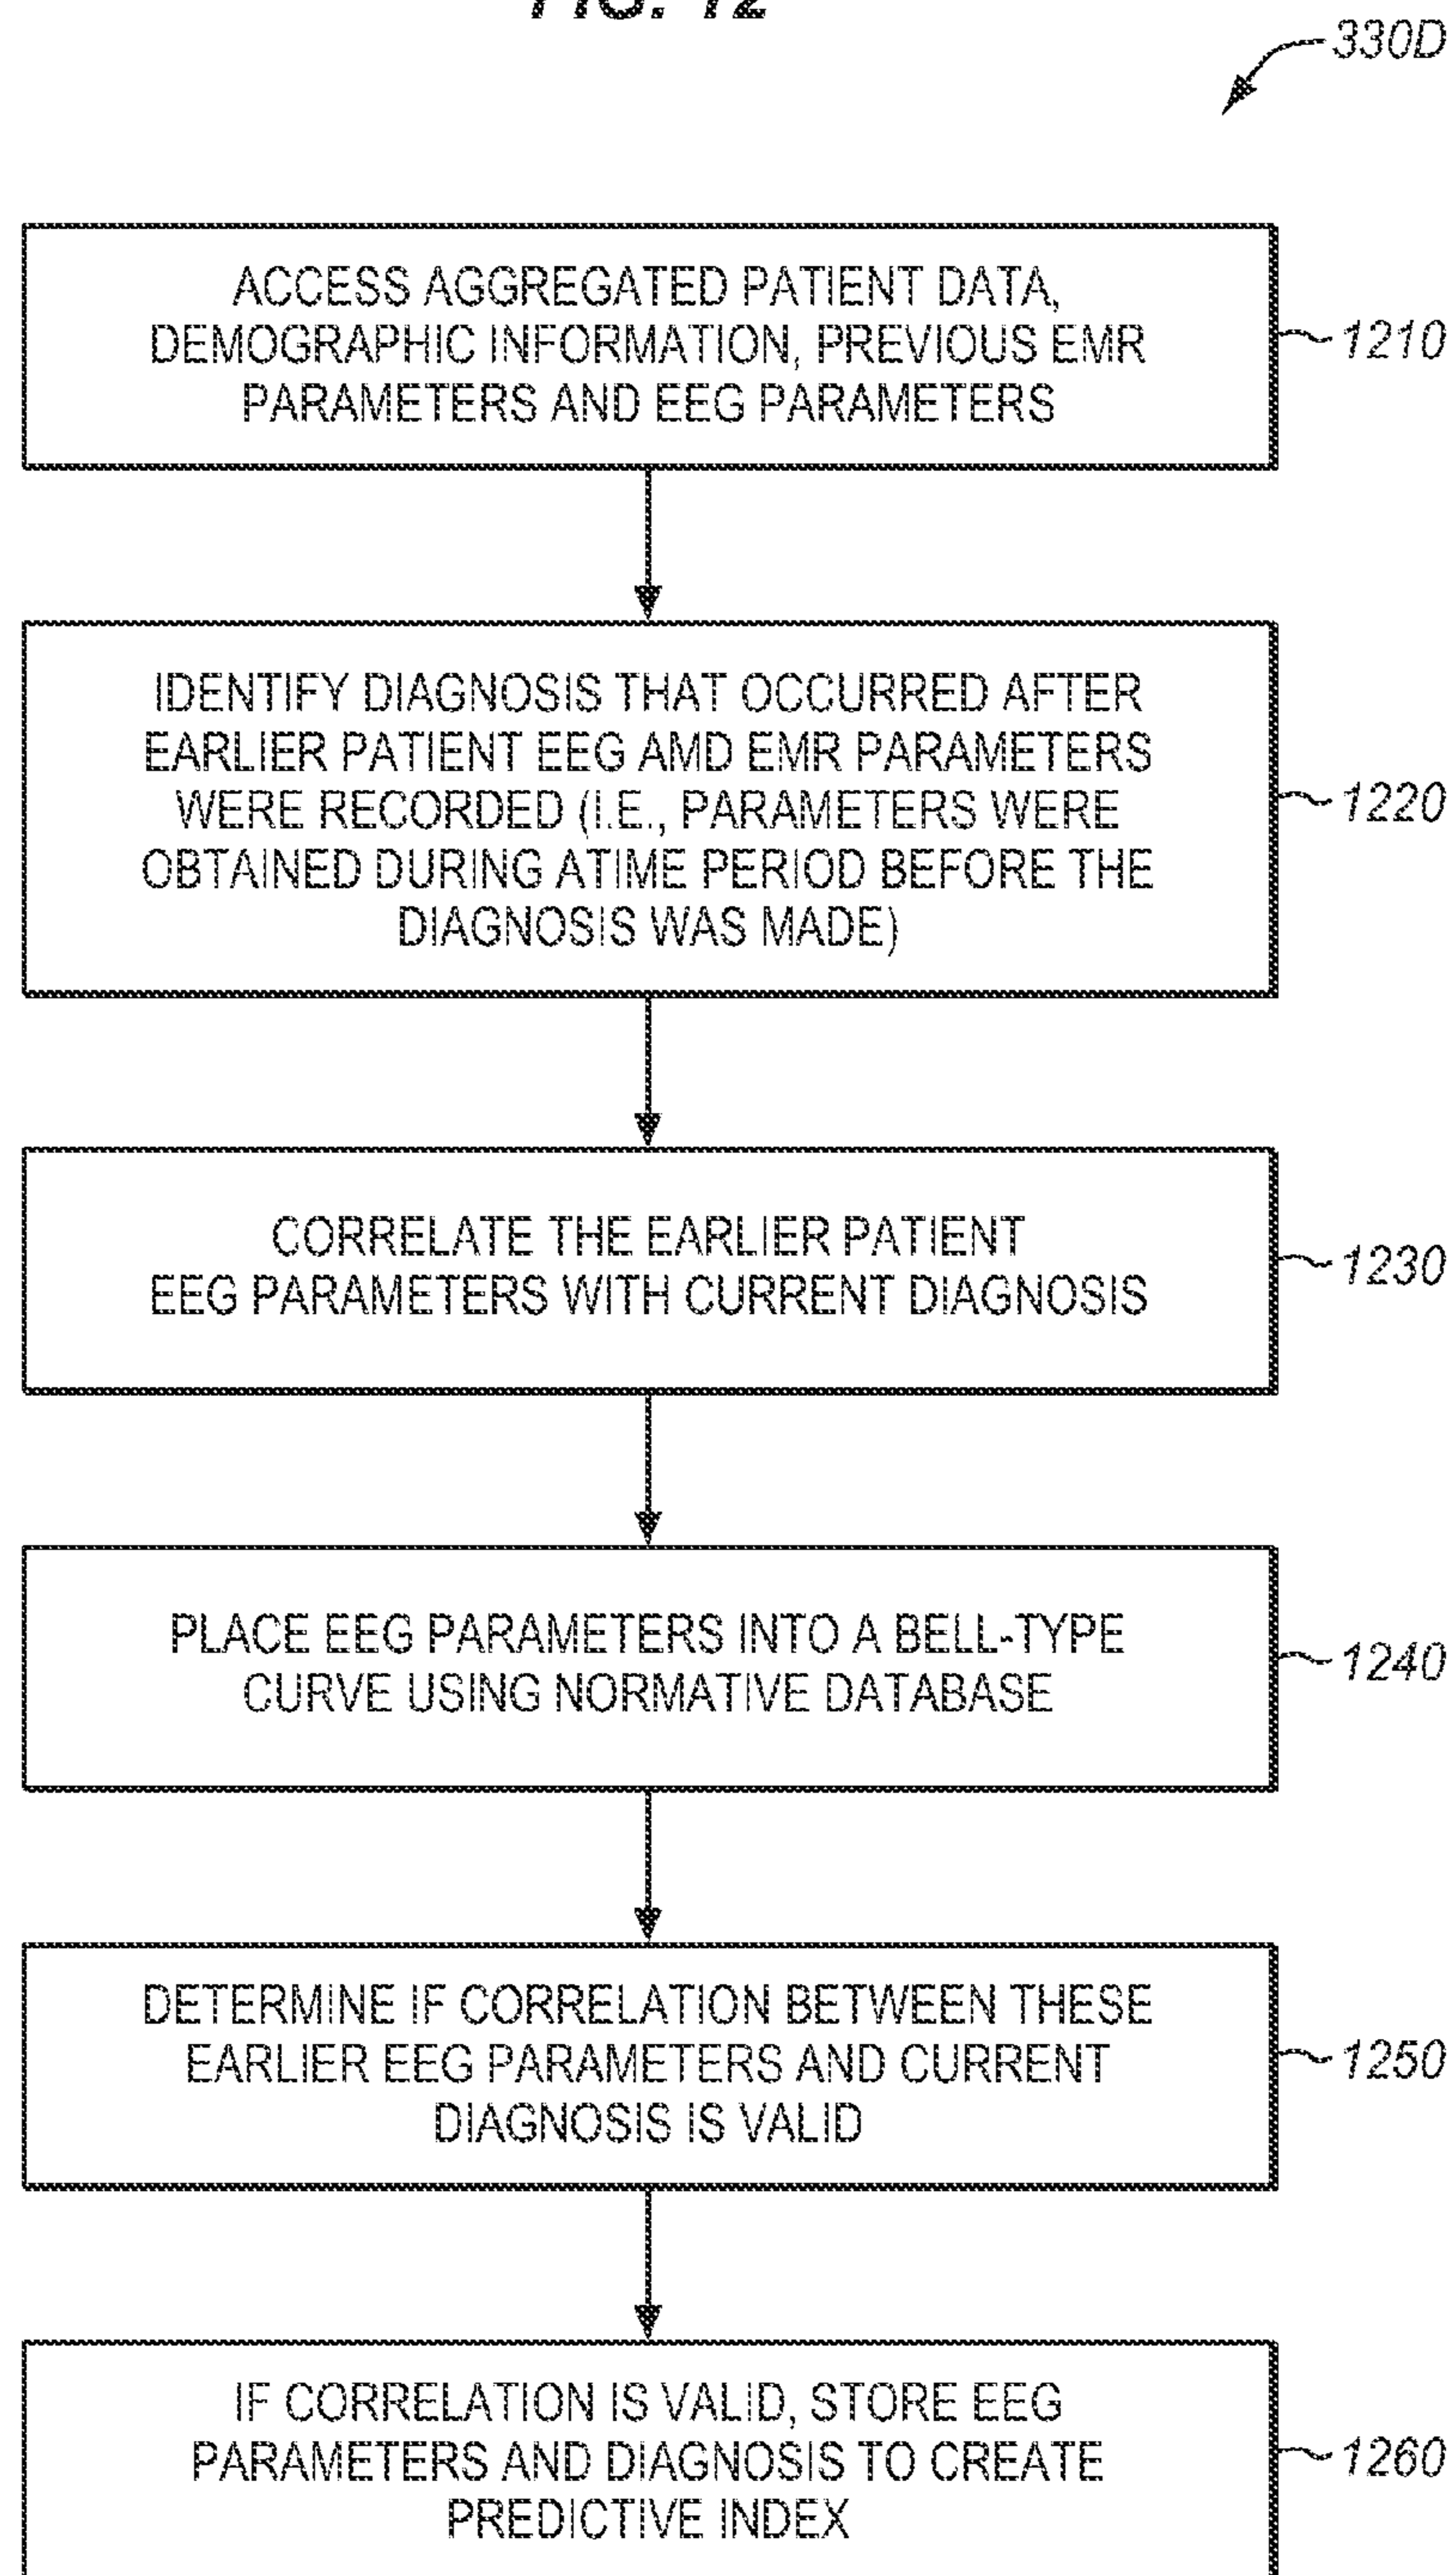 FIG. 12
330D
ACCESS AGGREGATED PATIENT DATA,
DEMOGRAPHIC INFORMATION, PREVIOUS EMR
PARAMETERS AND EEG PARAMETERS
1210
IDENTIFY DIAGNOSIS THAT OCCURRED AFTER
EARLIER PATIENT EEG AMD EMR PARAMETERS
WERE RECORDED (I.E., PARAMETERS WERE
OBTAINED DURING ATIME PERIOD BEFORE THE
DIAGNOSIS WAS MADE)
1220
CORRELATE THE EARLIER PATIENT
EEG PARAMETERS WITH CURRENT DIAGNOSIS
1230
PLACE EEG PARAMETERS INTO A BELL-TYPE
CURVE USING NORMATIVE DATABASE
1240
DETERMINE IF CORRELATION BETWEEN THESE
EARLIER EEG PARAMETERS AND CURRENT
DIAGNOSIS IS VALID
1250
IF CORRELATION IS VALID, STORE EEG
PARAMETERS AND DIAGNOSIS TO CREATE
PREDICTIVE INDEX
1260